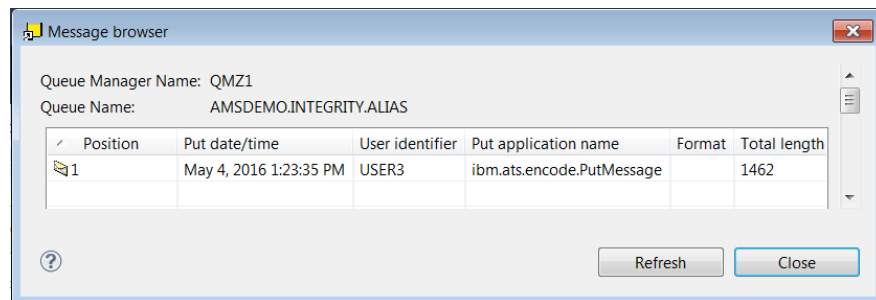 Message browser
Queue Manager Name: QMZ1
Queue Name: AMSDEMO.INTEGRITY.ALIAS
Position Put date/time User identifier Put application name Format Total length
1 May 4, 2016 1:23:35 PM USER3 ibm.ats.encode.PutMessage 1462
? Refresh Close